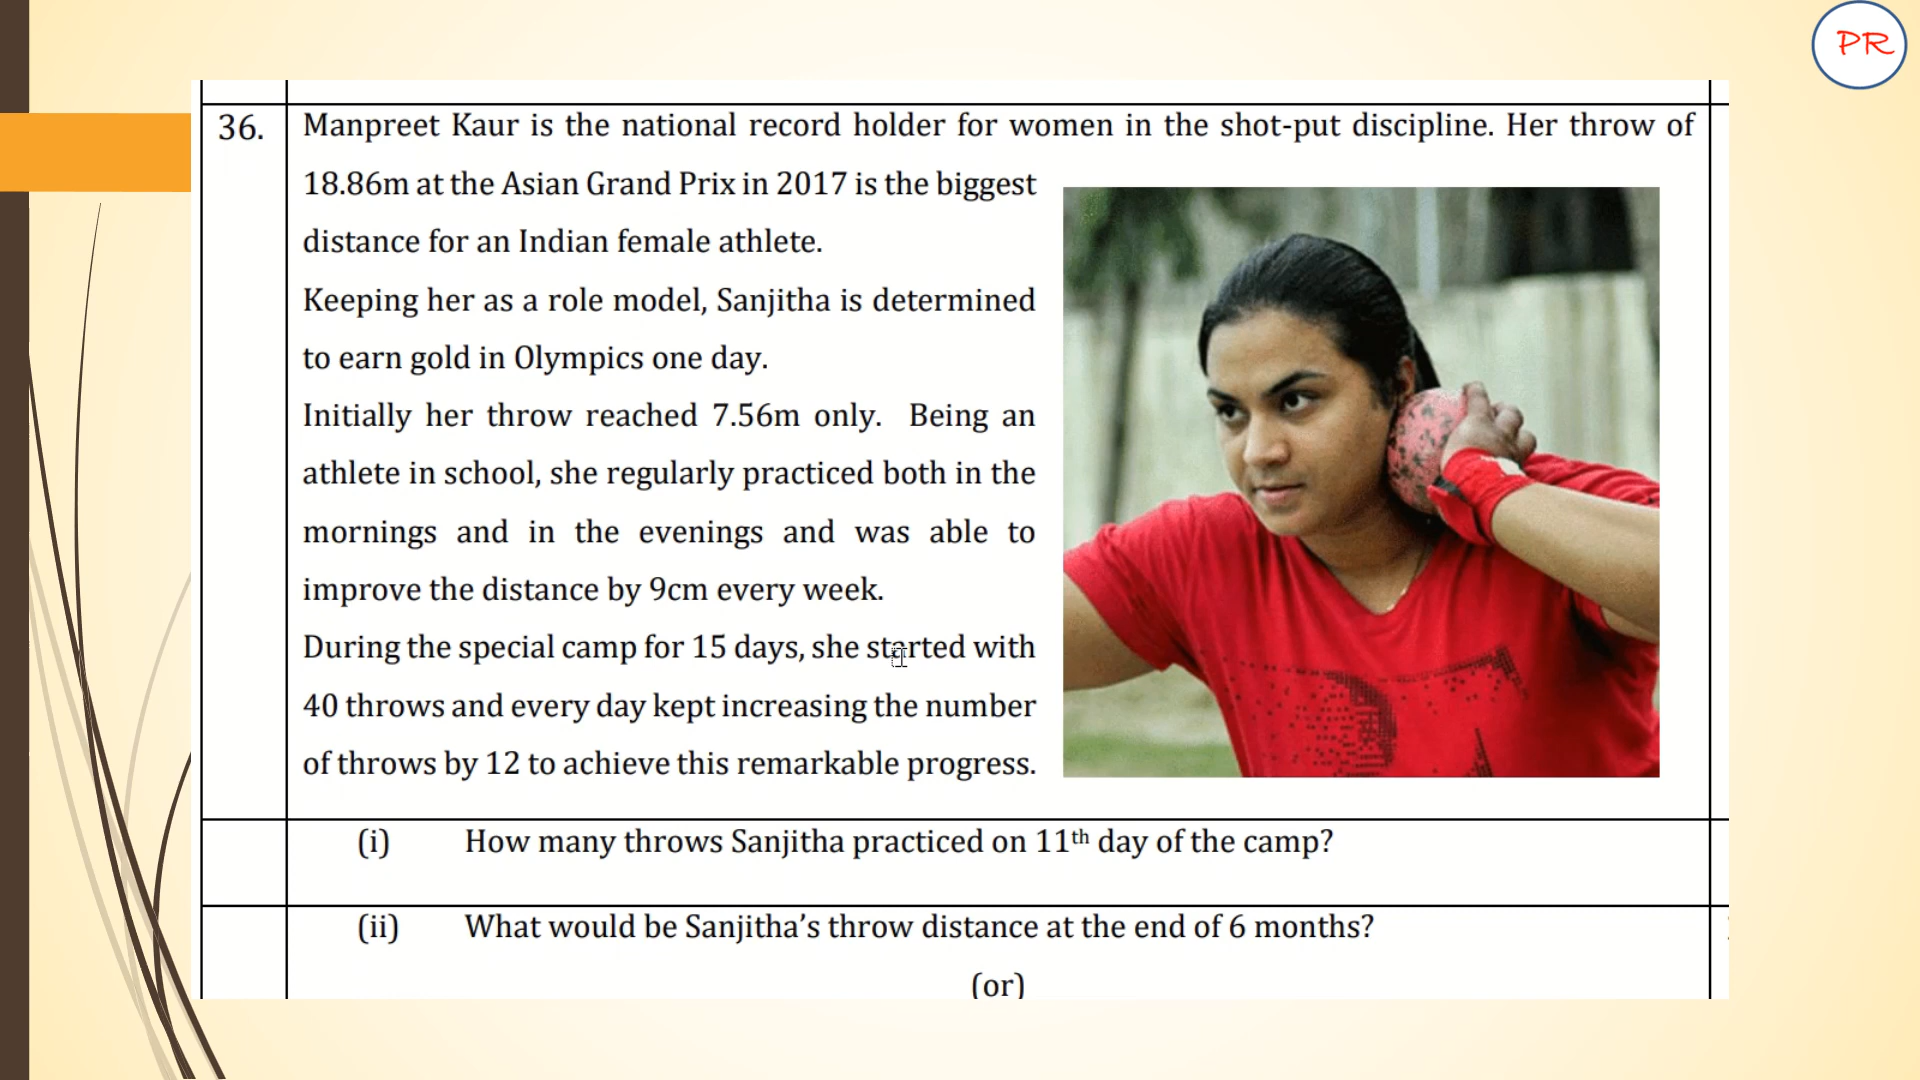 PR
36.
Manpreet Kaur is the national record holder for women in the shot-put discipline. Her throw of
18.86m at the Asian Grand Prix in 2017 is the biggest
distance for an Indian female athlete.
Keeping her as a role model, Sanjitha is determined
to earn gold in Olympics one day.
Initially her throw reached 7.56m only. Being an
athlete in school, she regularly practiced both in the
mornings and in the evenings and was able to
improve the distance by 9cm every week.
During the special camp for 15 days, she started with
40 throws and every day kept increasing the number
of throws by 12 to achieve this remarkable progress.
(i) How many throws Sanjitha practiced on 11th day of the camp?
(ii) What would be Sanjitha’s throw distance at the end of 6 months?
(or)